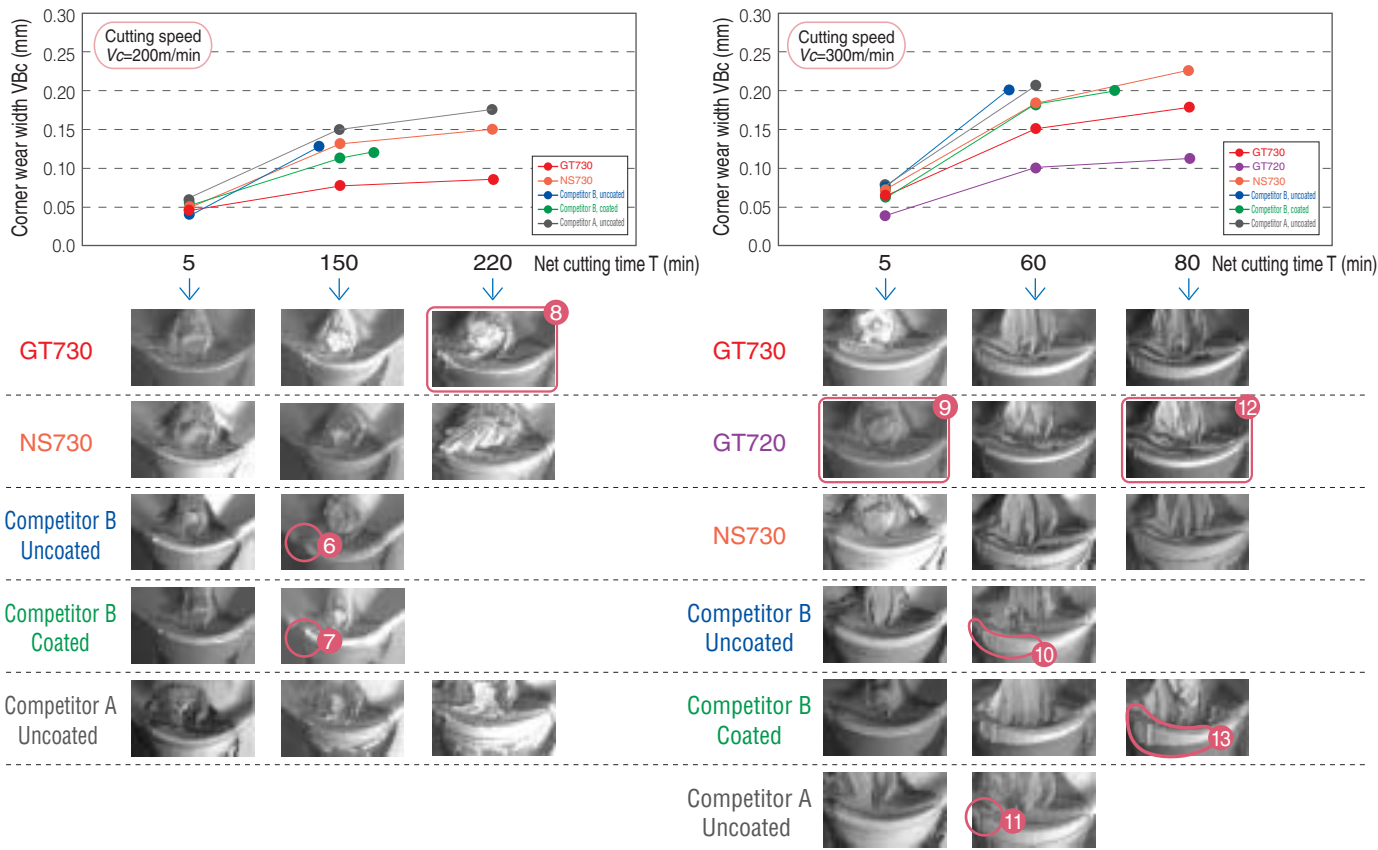 0.30
0.25
0.20
0.15
0.10
0.05
0.0
Corner wear width VBc (mm)
Cutting speed
Vc=200m/min
GT730
NS730
Competitor B, uncoated
Competitor B, coated
Competitor A, uncoated
5
150
220
Net cutting time T (min)
GT730
8
NS730
Competitor B
Uncoated
6
Competitor B
Coated
7
Competitor A
Uncoated
0.30
0.25
0.20
0.15
0.10
0.05
0.0
Corner wear width VBc (mm)
Cutting speed
Vc=300m/min
GT730
GT720
NS730
Competitor B, uncoated
Competitor B, coated
Competitor A, uncoated
5
60
80
Net cutting time T (min)
GT730
GT720
9
12
NS730
Competitor B
Uncoated
10
Competitor B
Coated
13
Competitor A
Uncoated
11